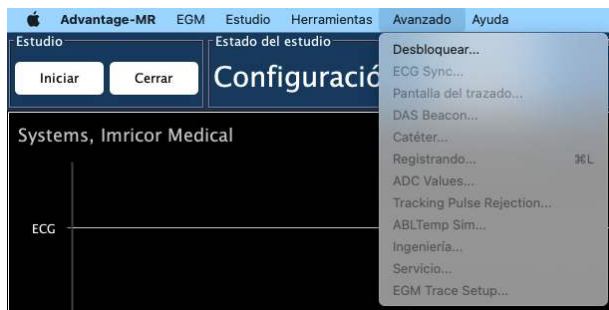 Advantage-MR EGM Estudio Herramientas Avanzado Ayuda
Estudio
Iniciar Cerrar
Estado del estudio
Configuració
Systems, Imricor Medical
ECG
Desbloquear...
ECG Sync...
Pantalla del trazado...
DAS Beacon...
Catéter...
Registrando... ⌘L
ADC Values...
Tracking Pulse Rejection...
ABLTemp Sim...
Ingeniería...
Servicio...
EGM Trace Setup...